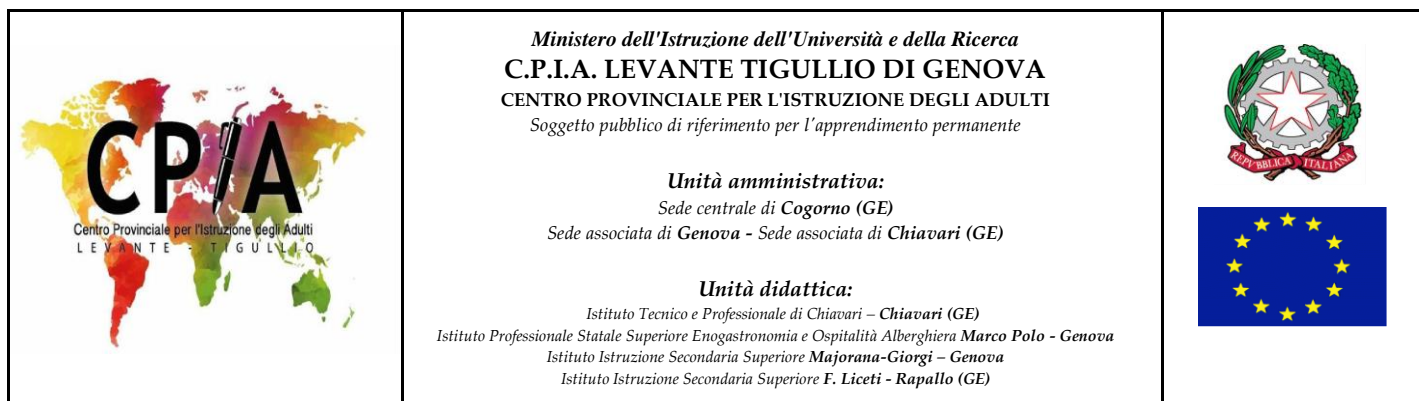 CPIA
Centro Provinciale per l'Istruzione degli Adulti
LEVANTE - TIGULLIO
Ministero dell'Istruzione dell'Università e della Ricerca
C.P.I.A. LEVANTE TIGULLIO DI GENOVA
CENTRO PROVINCIALE PER L'ISTRUZIONE DEGLI ADULTI
Soggetto pubblico di riferimento per l'apprendimento permanente
Unità amministrativa:
Sede centrale di Cogorno (GE)
Sede associata di Genova - Sede associata di Chiavari (GE)
Unità didattica:
Istituto Tecnico e Professionale di Chiavari – Chiavari (GE)
Istituto Professionale Statale Superiore Enogastronomia e Ospitalità Alberghiera Marco Polo - Genova
Istituto Istruzione Secondaria Superiore Majorana-Giorgi – Genova
Istituto Istruzione Secondaria Superiore F. Liceti - Rapallo (GE)
REPVBBLICA ITALIANA